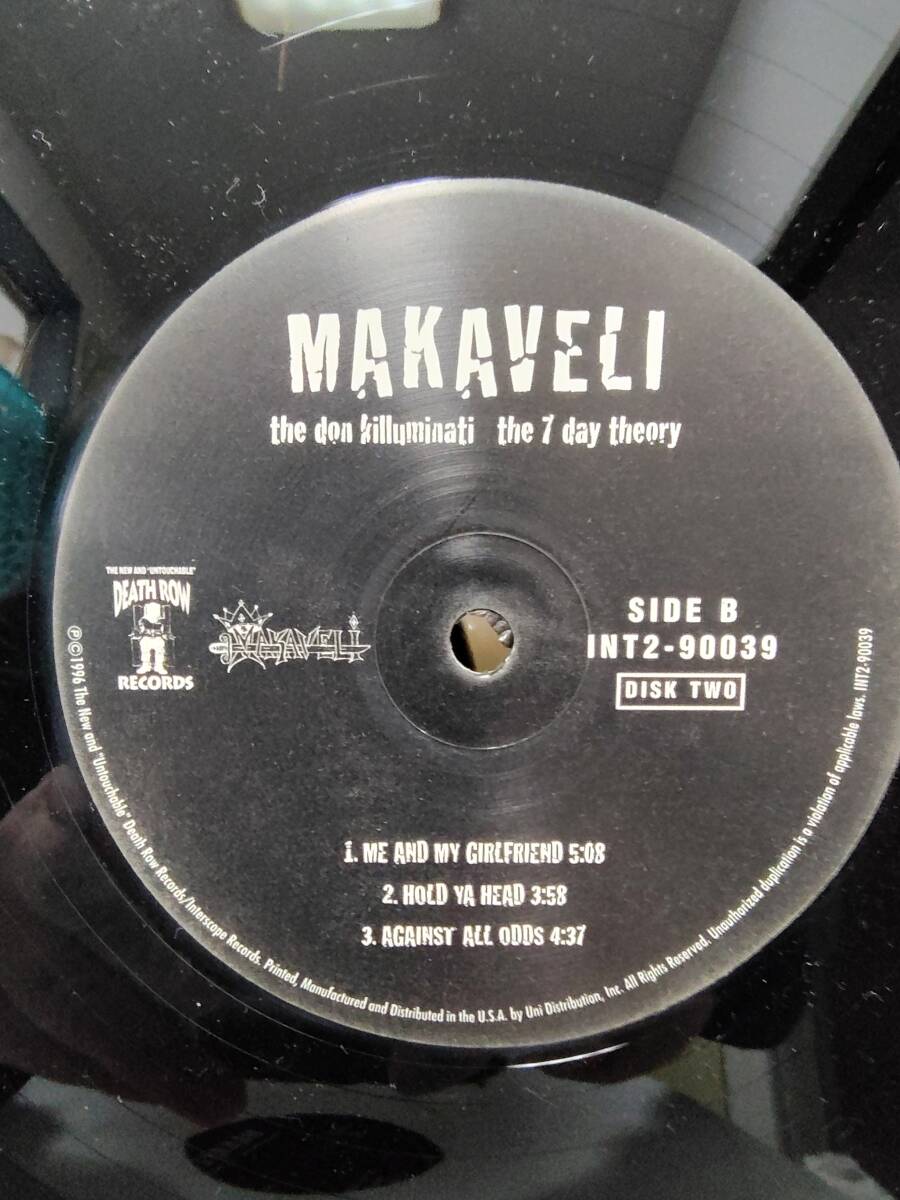 MAKAVELI
the don killuminati the 7 day theory
THE NEW AND "UNTOUCHABLE"
DEATH ROW
RECORDS
MAKAVELI
SIDE B
INT2-90039
DISK TWO
1. ME AND MY GIRLFRIEND 5:08
2. HOLD YA HEAD 3:58
3. AGAINST ALL ODDS 4:37
℗©1996 The New and "Untouchable" Death Row Records/Interscope Records. Printed, Manufactured and Distributed in the U.S.A. by Uni Distribution, Inc. All Rights Reserved. Unauthorized duplication is a violation of applicable laws. INT2-90039